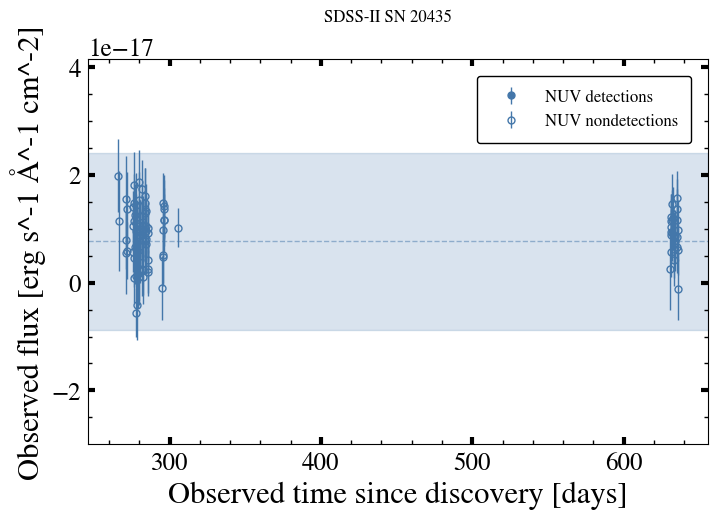 SDSS-II SN 20435
1e−17
4
2
0
−2
Observed flux [erg s^-1 Å^-1 cm^-2]
NUV detections
NUV nondetections
300
400
500
600
Observed time since discovery [days]